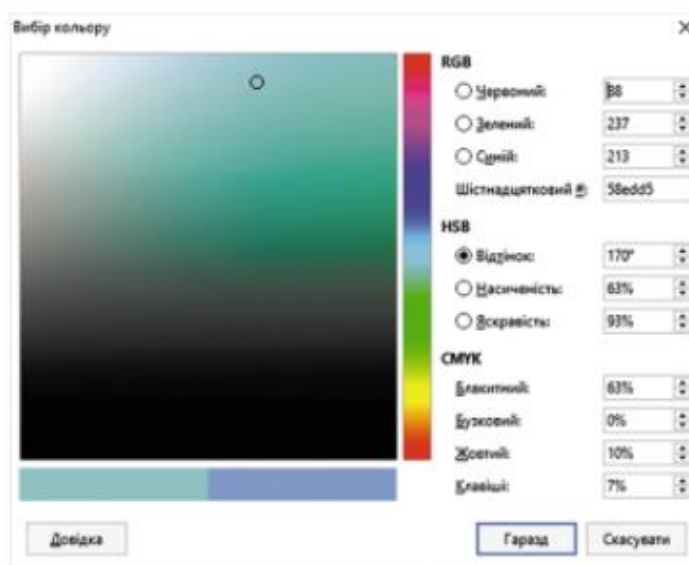 Вибір кольору
RGB
Червоний: 88
Зелений: 237
Синій: 213
Шістнадцятковий #: 58edd5
HSB
Відтінок: 170°
Насиченість: 63%
Яскравість: 93%
CMYK
Блакитний: 63%
Бузковий: 0%
Жовтий: 10%
Клавіші: 7%
Довідка
Гаразд
Скасувати